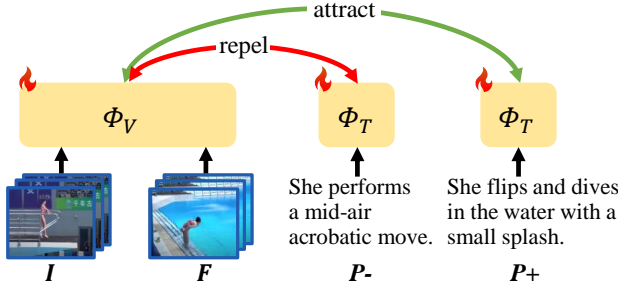 attract
repel
Φ_V
Φ_T
Φ_T
She performs
a mid-air
acrobatic move.
She flips and dives
in the water with a
small splash.
I
F
P-
P+